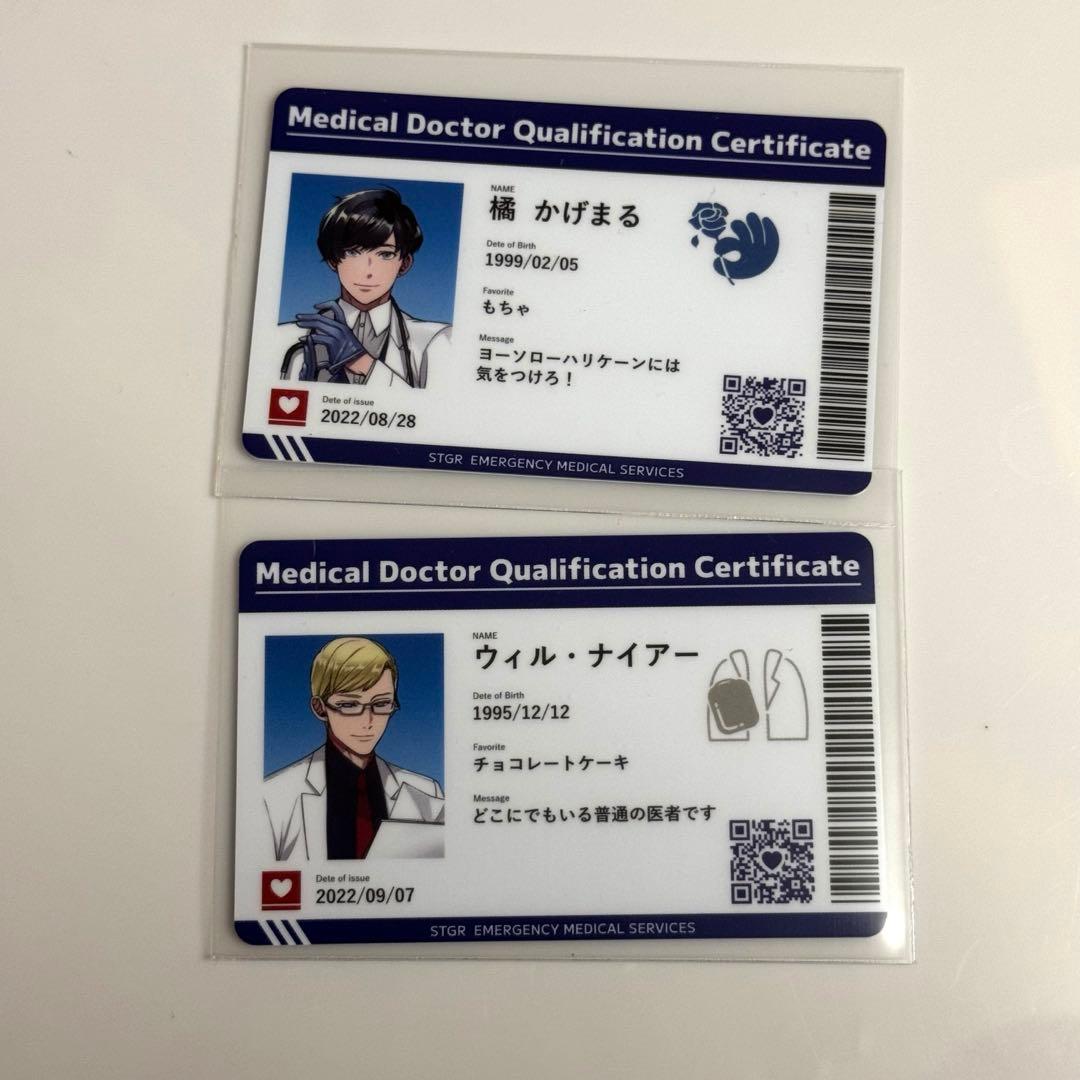 Medical Doctor Qualification Certificate
NAME
橘 かげまる
Dete of Birth
1999/02/05
Favorite
もちゃ
Message
ヨーソローハリケーンには
気をつけろ！
Dete of issue
2022/08/28
STGR EMERGENCY MEDICAL SERVICES
Medical Doctor Qualification Certificate
NAME
ウィル・ナイアー
Dete of Birth
1995/12/12
Favorite
チョコレートケーキ
Message
どこにでもいる普通の医者です
Dete of issue
2022/09/07
STGR EMERGENCY MEDICAL SERVICES